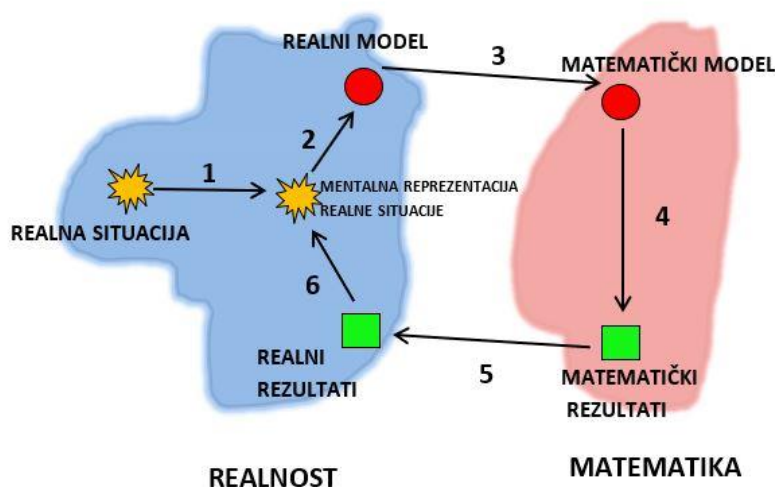 REALNI MODEL
3
MATEMATIČKI MODEL
2
1
MENTALNA REPREZENTACIJA
REALNE SITUACIJE
REALNA SITUACIJA
4
6
REALNI
REZULTATI
5
MATEMATIČKI
REZULTATI
REALNOST
MATEMATIKA